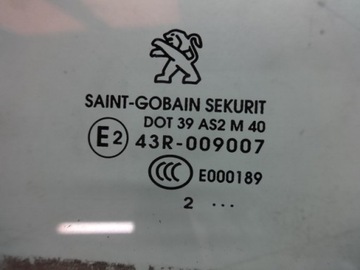 SAINT-GOBAIN SEKURIT
DOT 39 AS2 M 40
E2 43R-009007
CCC E000189
2 ...